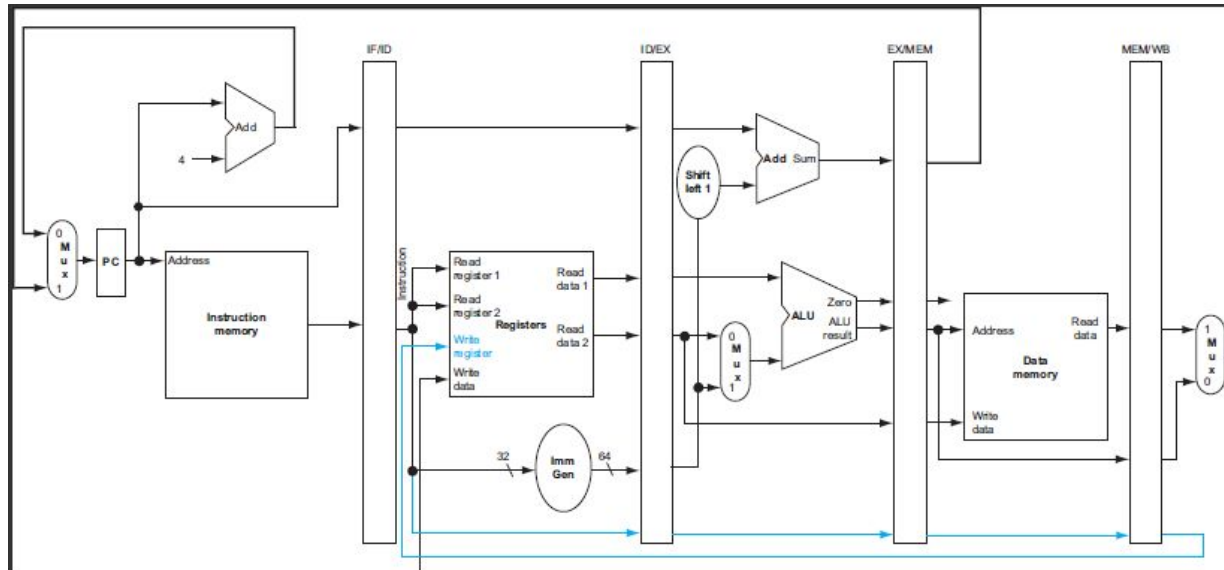 IF/ID
ID/EX
EX/MEM
MEM/WB
Add
4
Add Sum
Shift
left 1
0
M
u
x
1
PC
Address
Instruction
memory
Instruction
Read
register 1
Read
register 2
Write
register
Write
data
Registers
Read
data 1
Read
data 2
0
M
u
x
1
ALU
Zero
ALU
result
Address
Write
data
Data
memory
Read
data
1
M
u
x
0
32
Imm
Gen
64